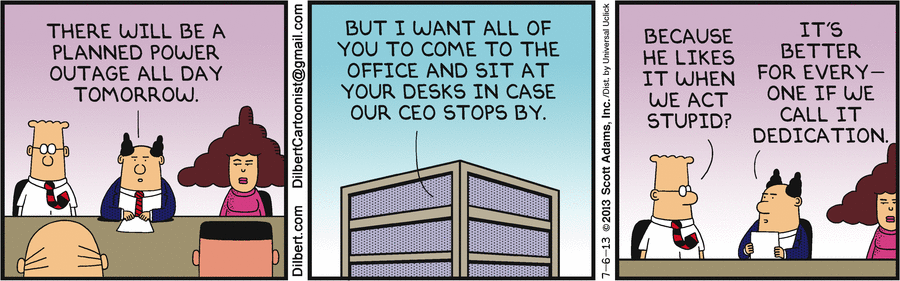 THERE WILL BE A
PLANNED POWER
OUTAGE ALL DAY
TOMORROW.
Dilbert.com DilbertCartoonist@gmail.com
BUT I WANT ALL OF
YOU TO COME TO THE
OFFICE AND SIT AT
YOUR DESKS IN CASE
OUR CEO STOPS BY.
7-6-13 ©2013 Scott Adams, Inc./Dist. by Universal Uclick
BECAUSE
HE LIKES
IT WHEN
WE ACT
STUPID?
IT'S
BETTER
FOR EVERY-
ONE IF WE
CALL IT
DEDICATION.